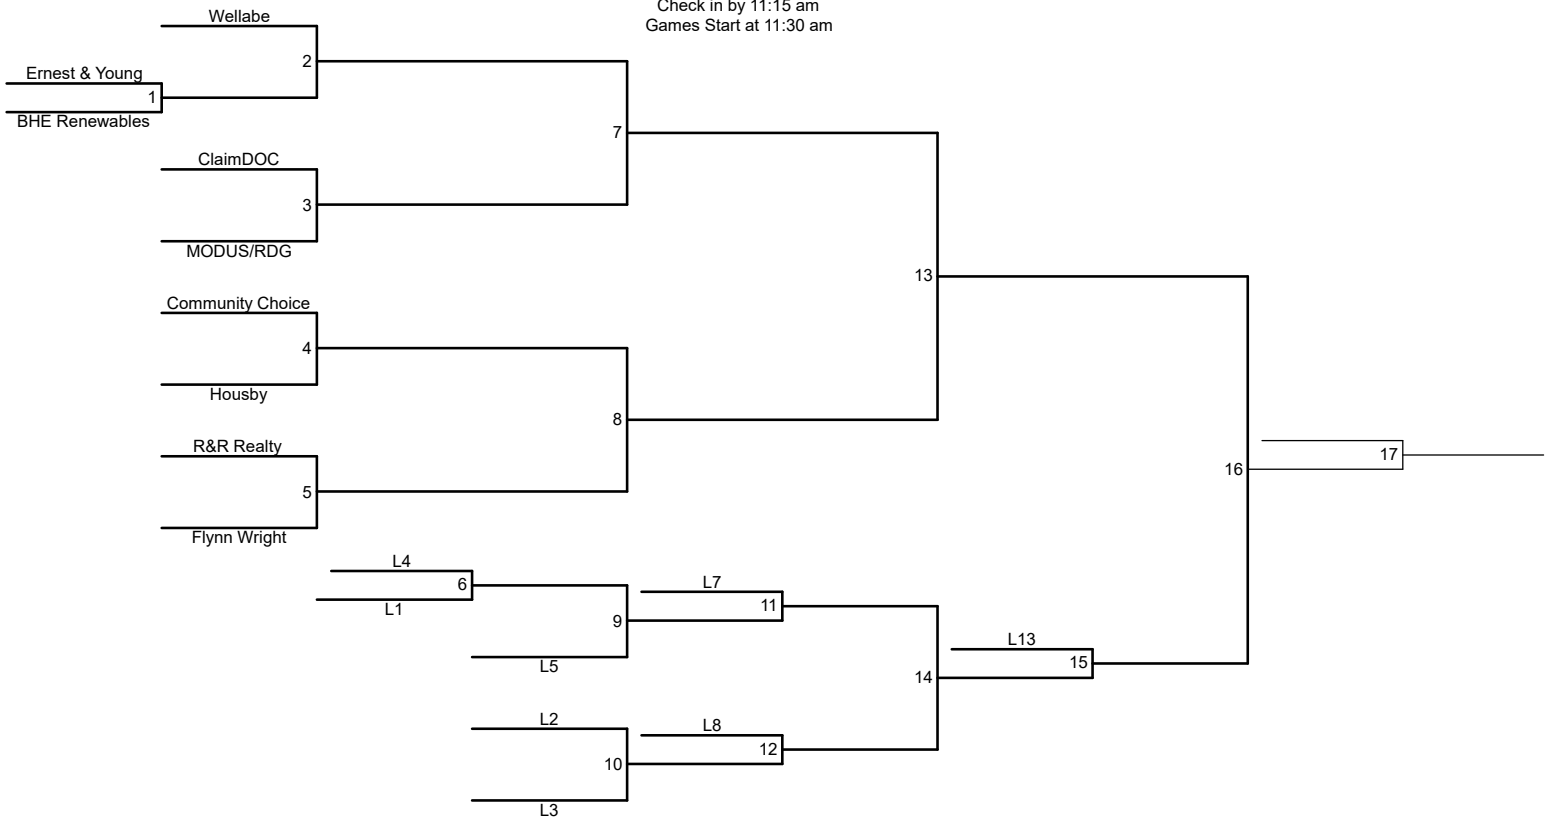 Check in by 11:15 am
Games Start at 11:30 am
Wellabe
2
Ernest & Young
1
BHE Renewables
7
ClaimDOC
3
MODUS/RDG
13
Community Choice
4
Housby
8
R&R Realty
17
16
5
Flynn Wright
L4
6
L7
L1
11
9
L13
L5
15
14
L2
L8
12
10
L3